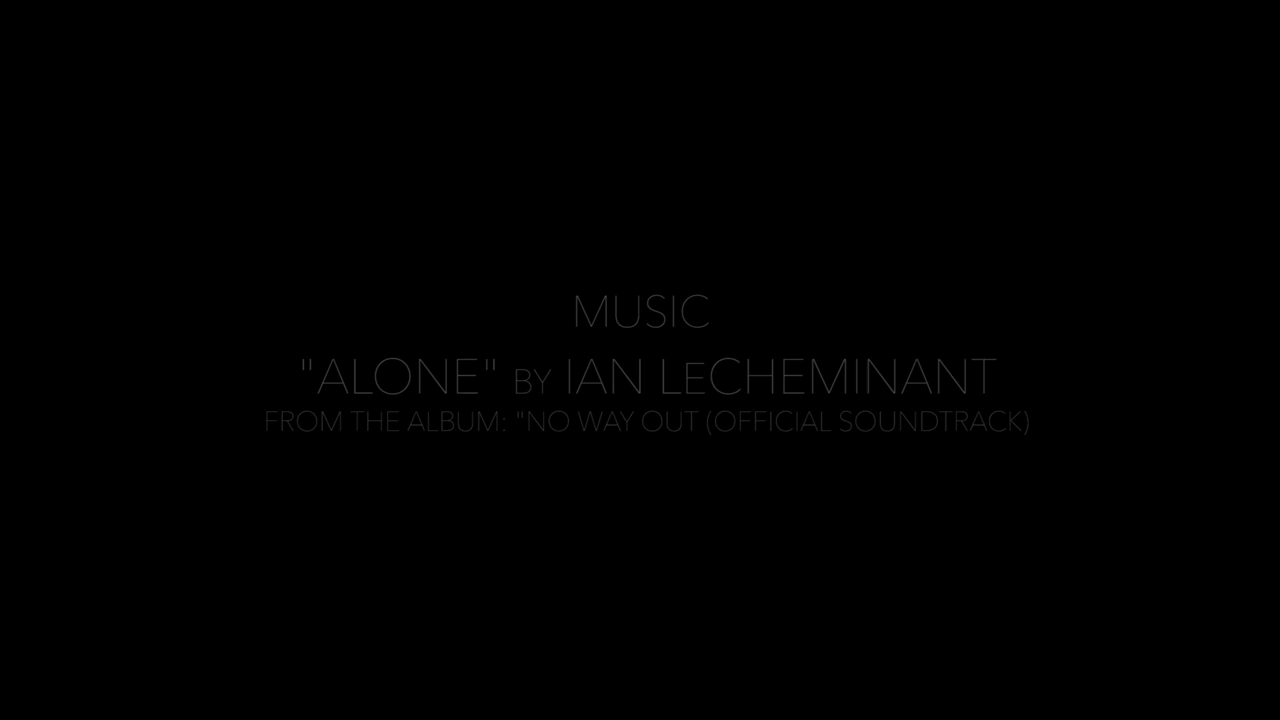 MUSIC
"ALONE" BY IAN LECHEMINANT
FROM THE ALBUM: "NO WAY OUT (OFFICIAL SOUNDTRACK)